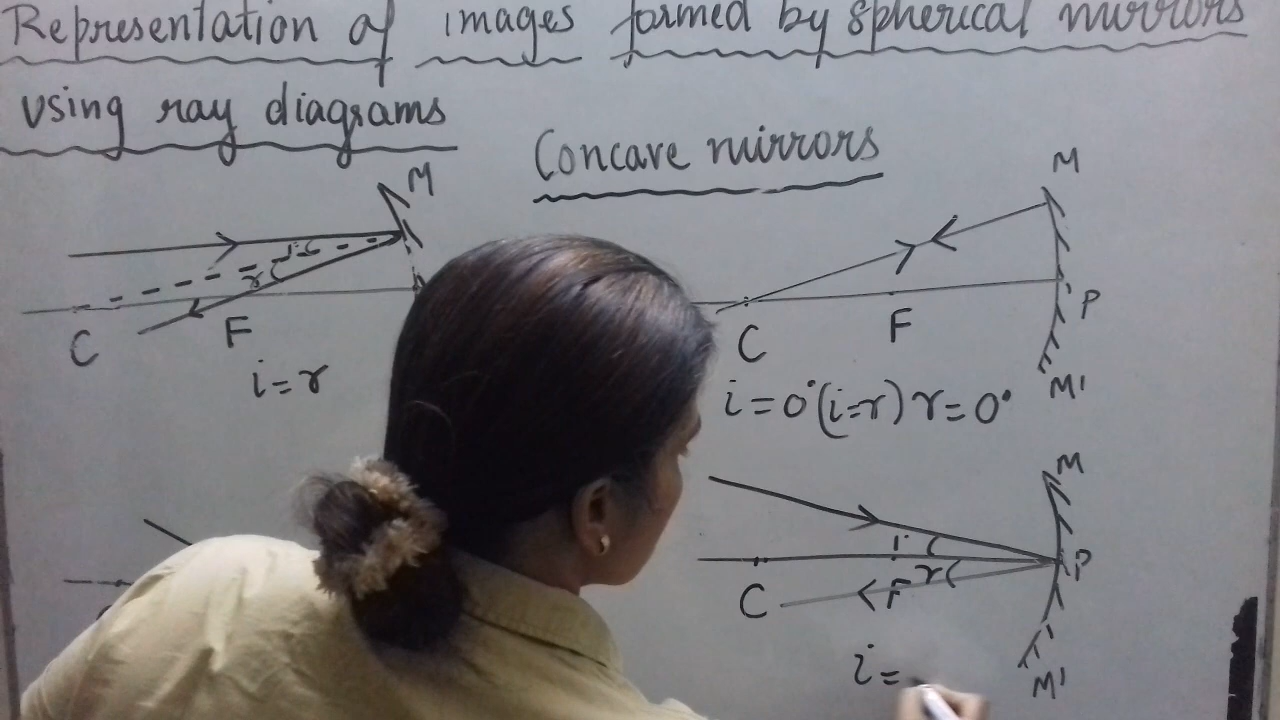 Representation of images formed by spherical mirrors
using ray diagrams
Concave mirrors
M
i
r
C
F
i = r
M
C
F
P
M'
i = 0° (i=r) r = 0°
M
i
r
C
F
P
M'
i =